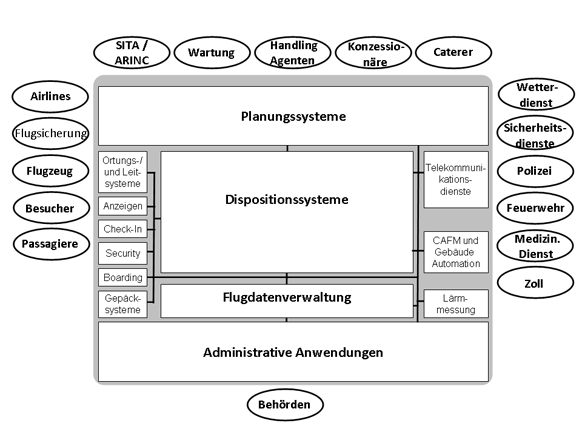 SITA /
ARINC
Wartung
Handling
Agenten
Konzessio-
näre
Caterer
Airlines
Flugsicherung
Flugzeug
Besucher
Passagiere
Planungssysteme
Ortungs-/
und Leit-
systeme
Anzeigen
Check-In
Security
Boarding
Gepäck-
systeme
Dispositionssysteme
Flugdatenverwaltung
Telekommuni-
kations-
dienste
CAFM und
Gebäude
Automation
Lärm-
messung
Administrative Anwendungen
Wetter-
dienst
Sicherheits-
dienste
Polizei
Feuerwehr
Medizin.
Dienst
Zoll
Behörden